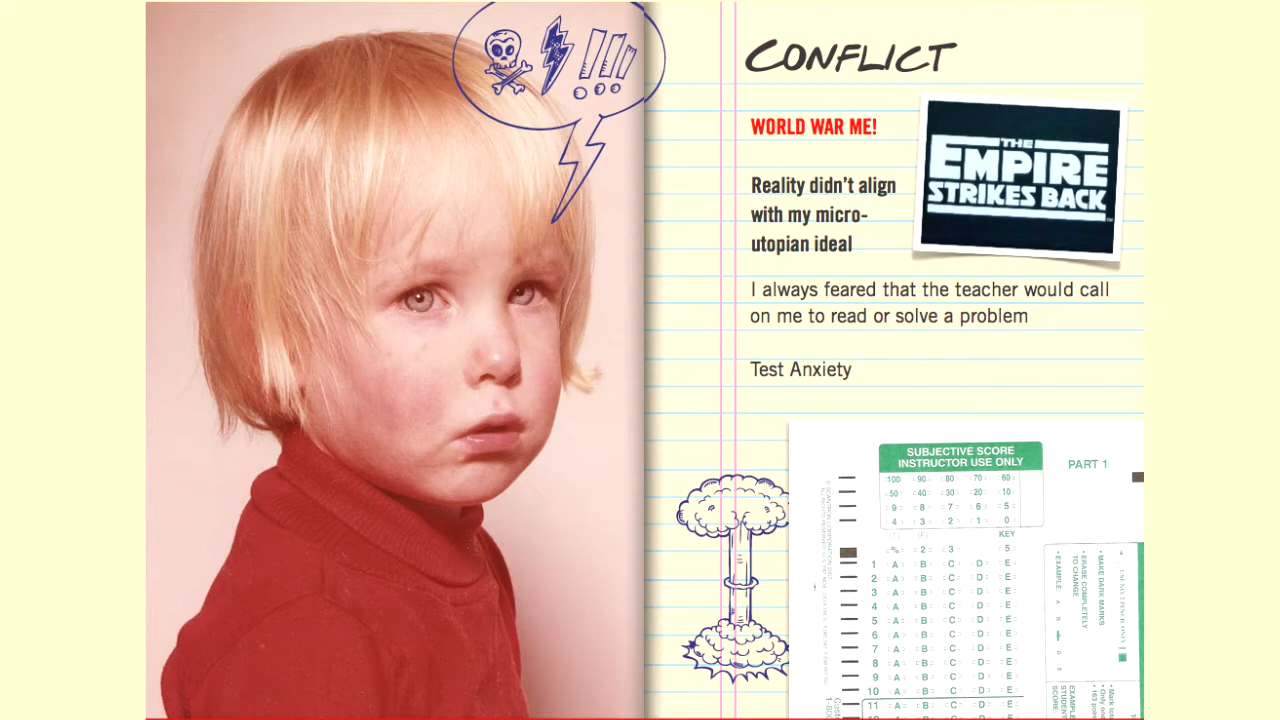 CONFLICT
WORLD WAR ME!
THE
EMPIRE
STRIKES BACK
Reality didn't align
with my micro-
utopian ideal
I always feared that the teacher would call
on me to read or solve a problem
Test Anxiety
SUBJECTIVE SCORE
INSTRUCTOR USE ONLY
PART 1
100 90 80 70 60
50 40 30 20 10
9 8 7 6 5
4 3 2 1 0
KEY
% 2 3 5
1 A B C D E
2 A B C D E
3 A B C D E
4 A B C D E
5 A B C D E
6 A B C D E
7 A B C D E
8 A B C D E
9 A B C D E
10 A B C D E
11 A B C D E
• MAKE DARK MARKS
• ERASE COMPLETELY
TO CHANGE
• EXAMPLE: A B D E